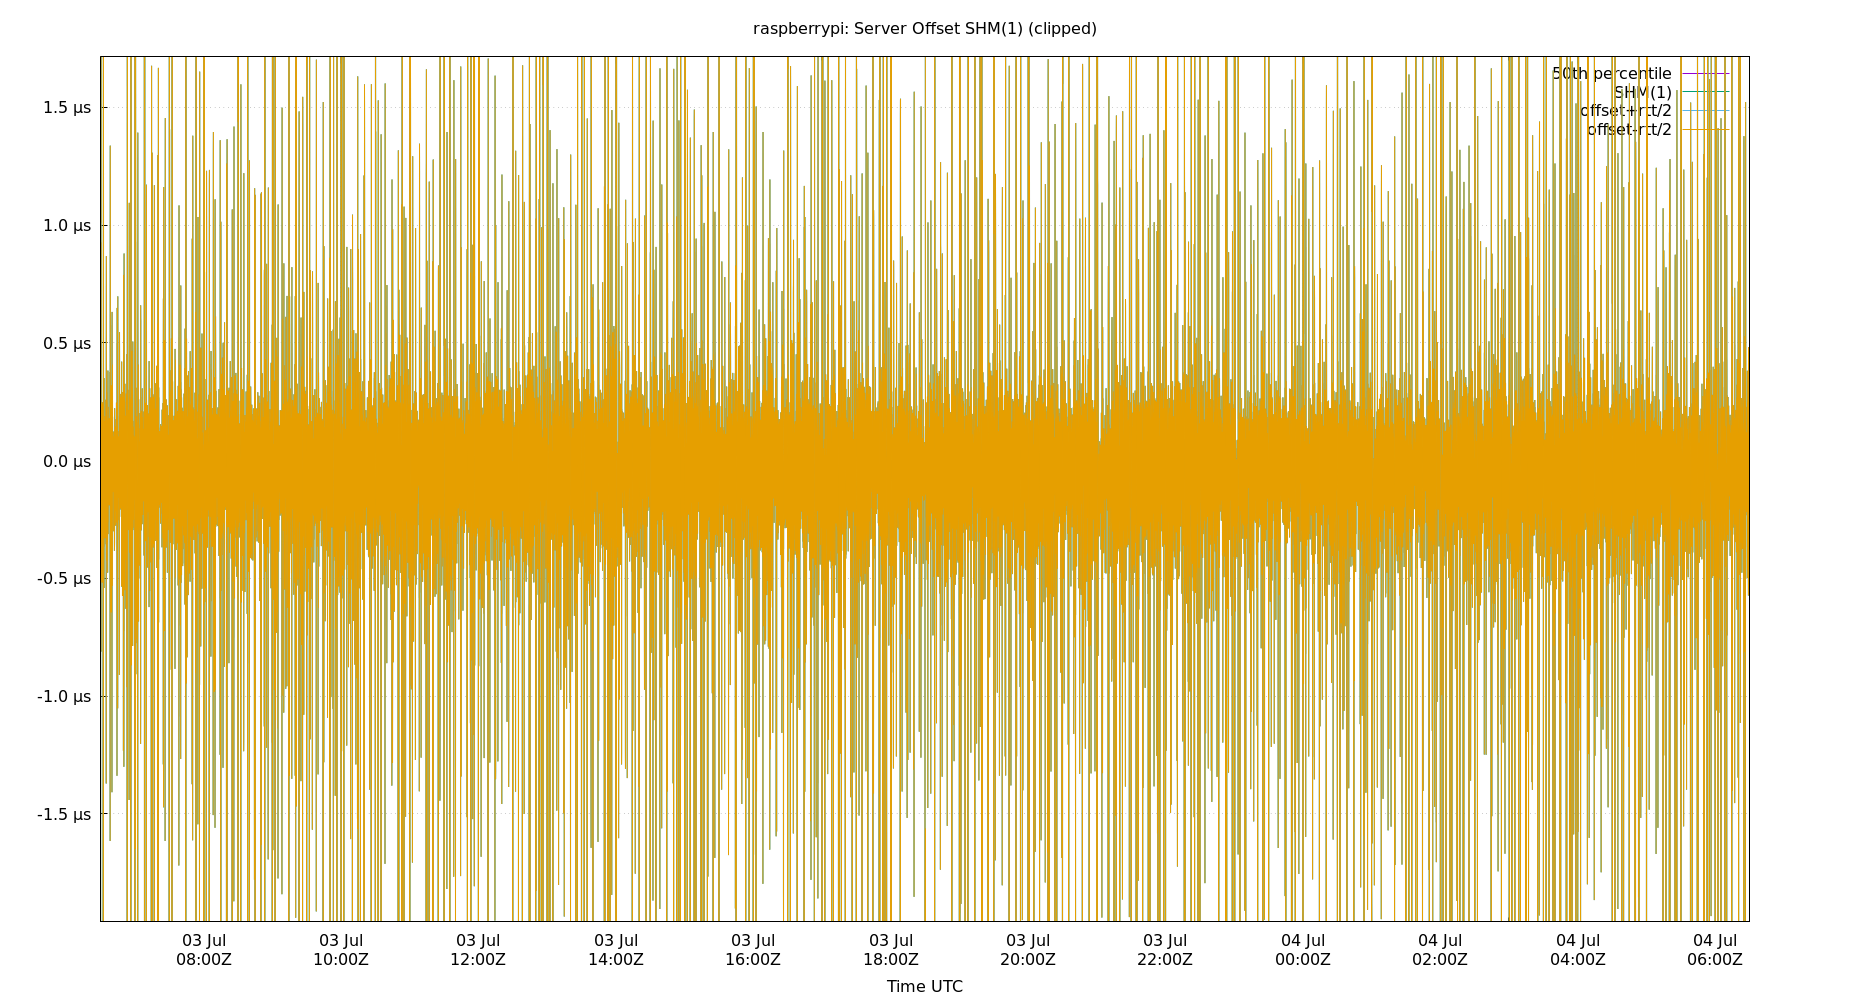 raspberrypi: Server Offset SHM(1) (clipped)
50th percentile
SHM(1)
offset+rtt/2
offset-rtt/2
1.5 µs
1.0 µs
0.5 µs
0.0 µs
-0.5 µs
-1.0 µs
-1.5 µs
03 Jul 03 Jul 03 Jul 03 Jul 03 Jul 03 Jul 03 Jul 03 Jul 04 Jul 04 Jul 04 Jul 04 Jul
08:00Z 10:00Z 12:00Z 14:00Z 16:00Z 18:00Z 20:00Z 22:00Z 00:00Z 02:00Z 04:00Z 06:00Z
Time UTC